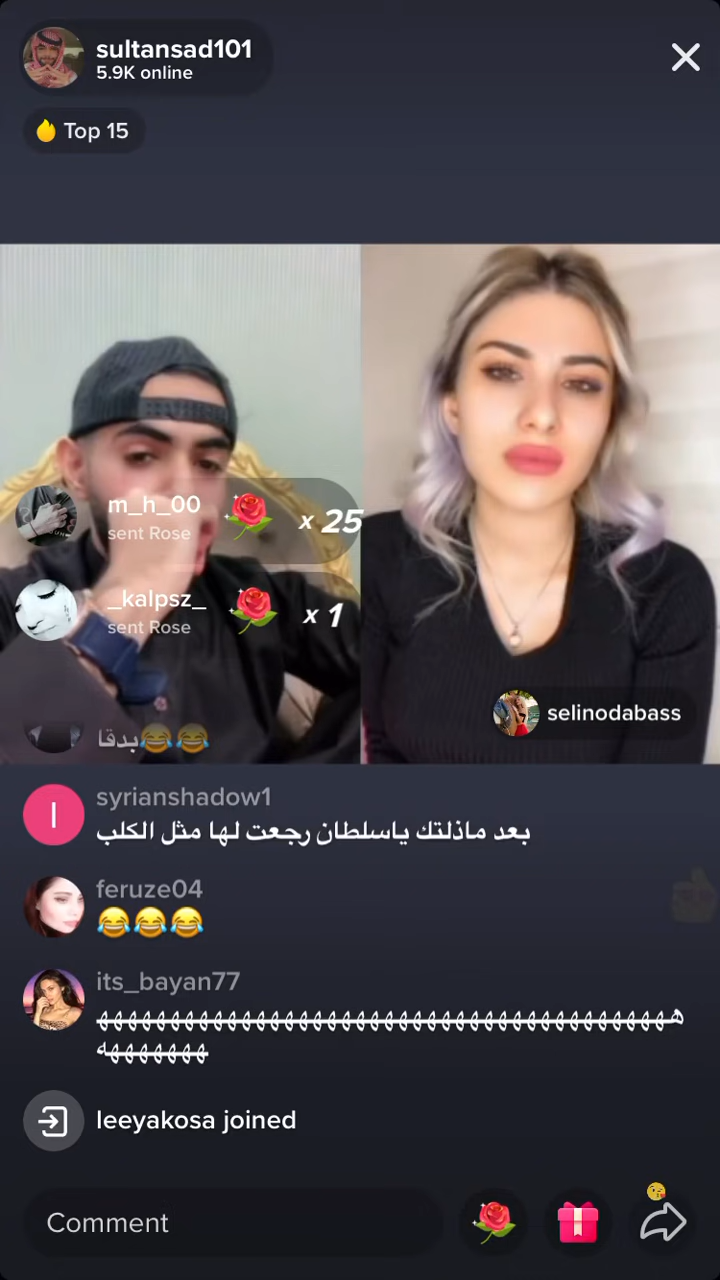 sultansad101
5.9K online
Top 15
m_h_00
sent Rose
x 25
_kalpsz_
sent Rose
x 1
selinodabass
بدقا😂😂
syrianshadow1
بعد ماذلتك ياسلطان رجعت لها مثل الكلب
feruze04
😂😂😂
its_bayan77
ههههههههههههههههههههههههههههههههههههههههه
هههههههه
leeyakosa joined
Comment